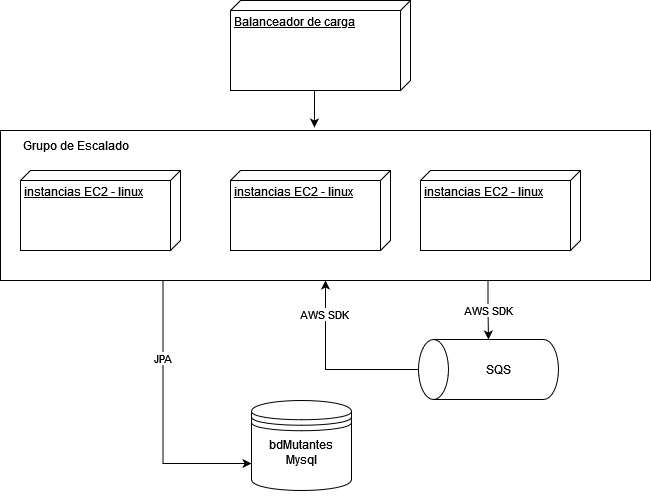 Balanceador de carga
Grupo de Escalado
instancias EC2 - linux
instancias EC2 - linux
instancias EC2 - linux
AWS SDK
AWS SDK
JPA
SQS
bdMutantes
Mysql